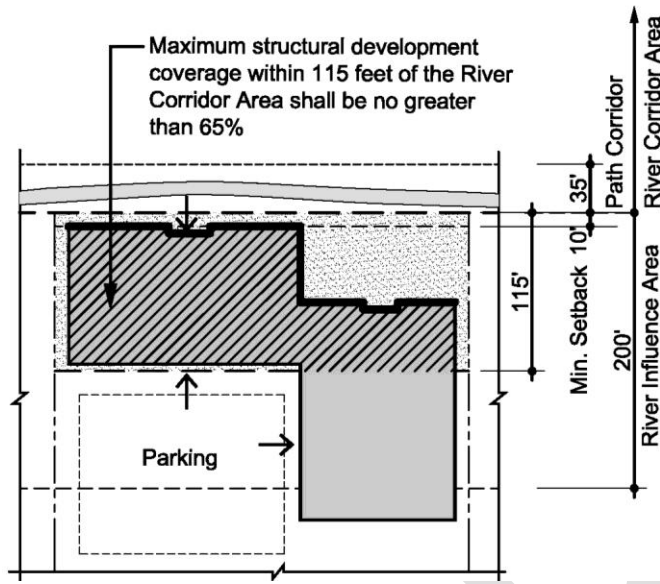 Maximum structural development
coverage within 115 feet of the River
Corridor Area shall be no greater
than 65%
35'
Path Corridor
River Corridor Area
115'
Min. Setback 10'
200'
River Influence Area
Parking